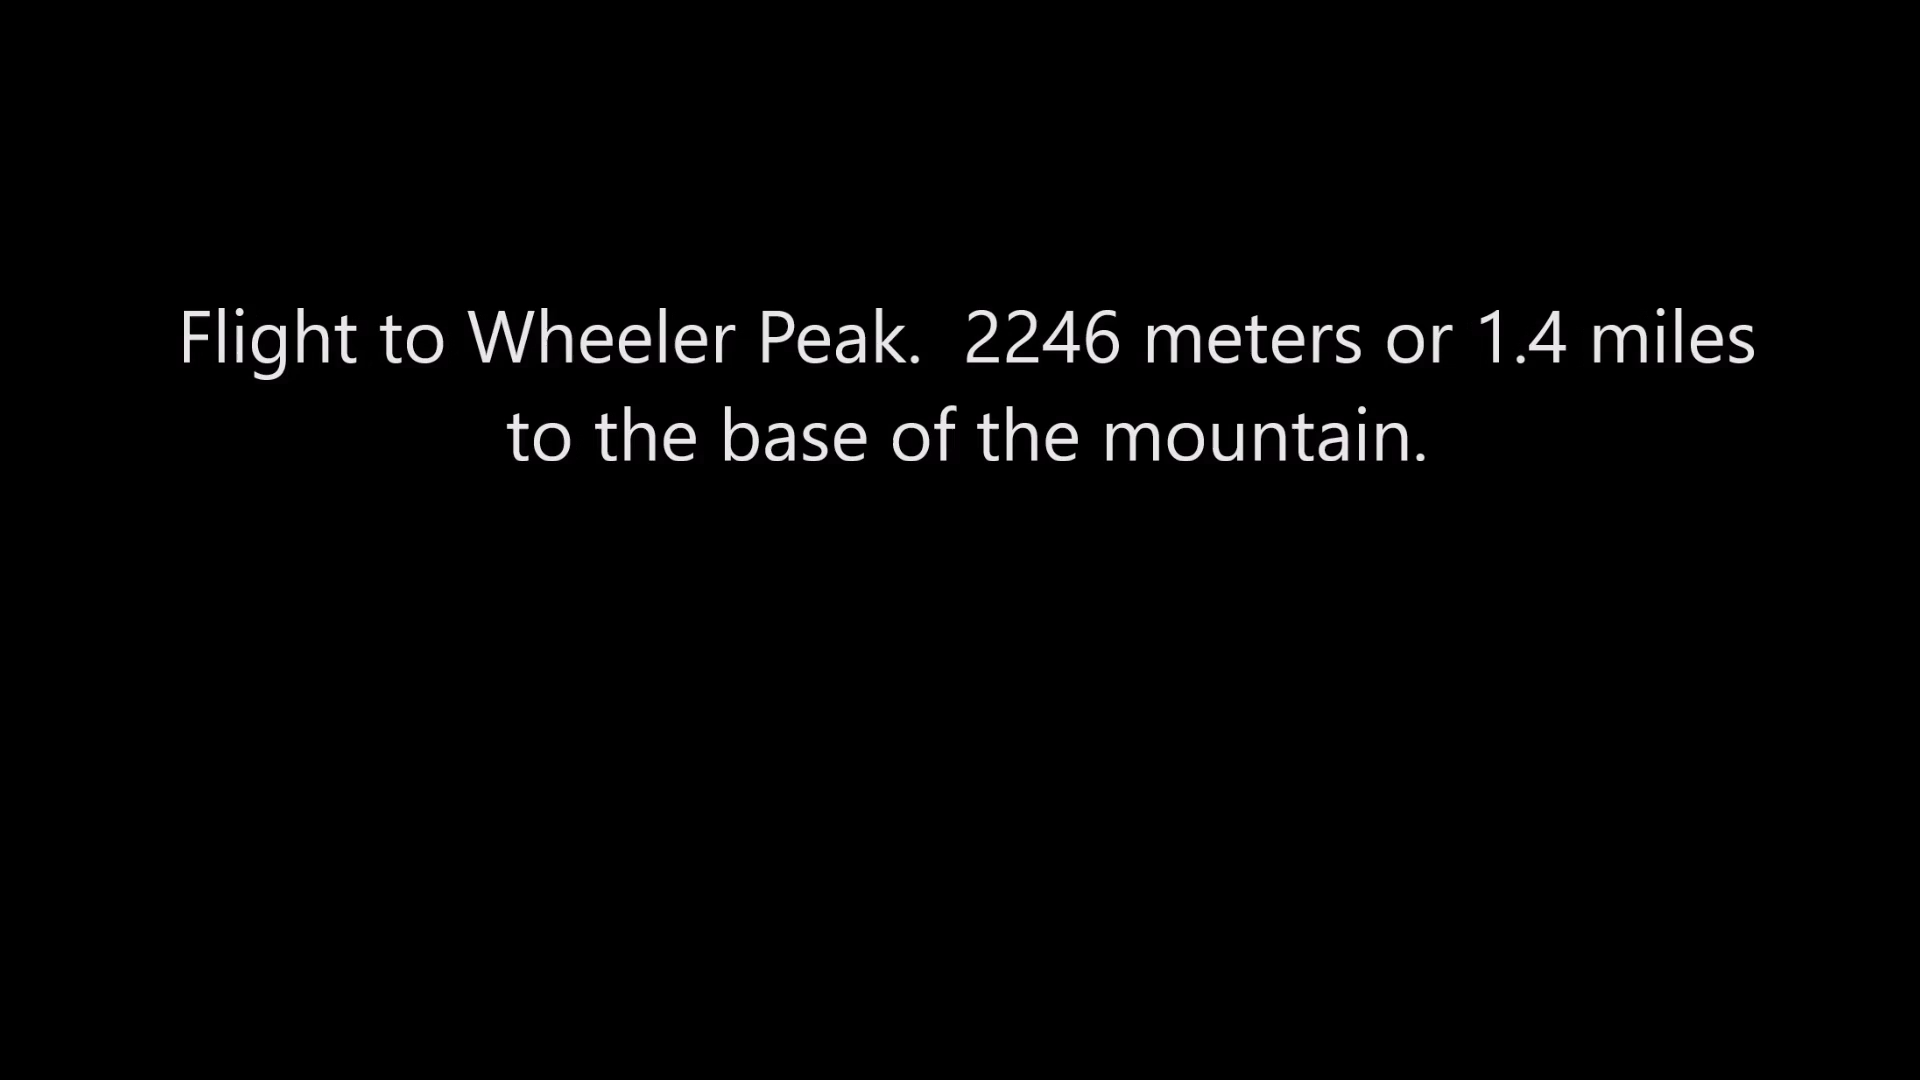 Flight to Wheeler Peak.  2246 meters or 1.4 miles
to the base of the mountain.